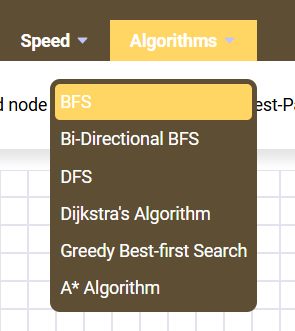 Speed Algorithms
d node est-Pa
BFS
Bi-Directional BFS
DFS
Dijkstra's Algorithm
Greedy Best-first Search
A* Algorithm